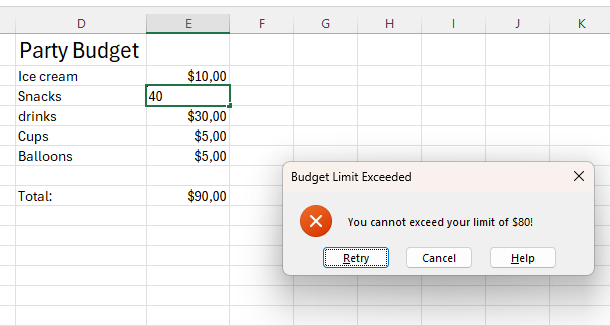 D E F G H I J K
Party Budget
Ice cream $10,00
Snacks 40
drinks $30,00
Cups $5,00
Balloons $5,00
Total: $90,00
Budget Limit Exceeded
You cannot exceed your limit of $80!
Retry Cancel Help